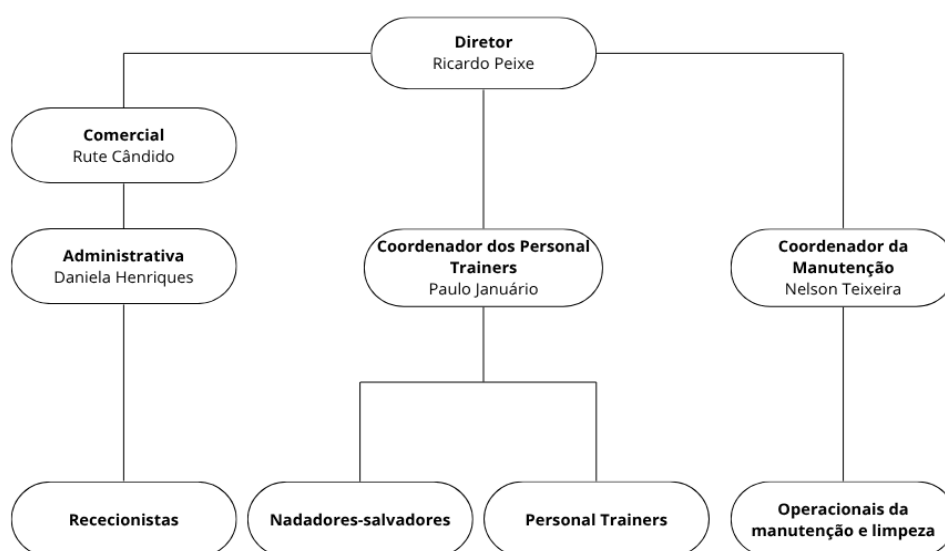 Diretor
Ricardo Peixe
Comercial
Rute Cândido
Administrativa
Daniela Henriques
Coordenador dos Personal
Trainers
Paulo Januário
Coordenador da
Manutenção
Nelson Teixeira
Rececionistas
Nadadores-salvadores
Personal Trainers
Operacionais da
manutenção e limpeza